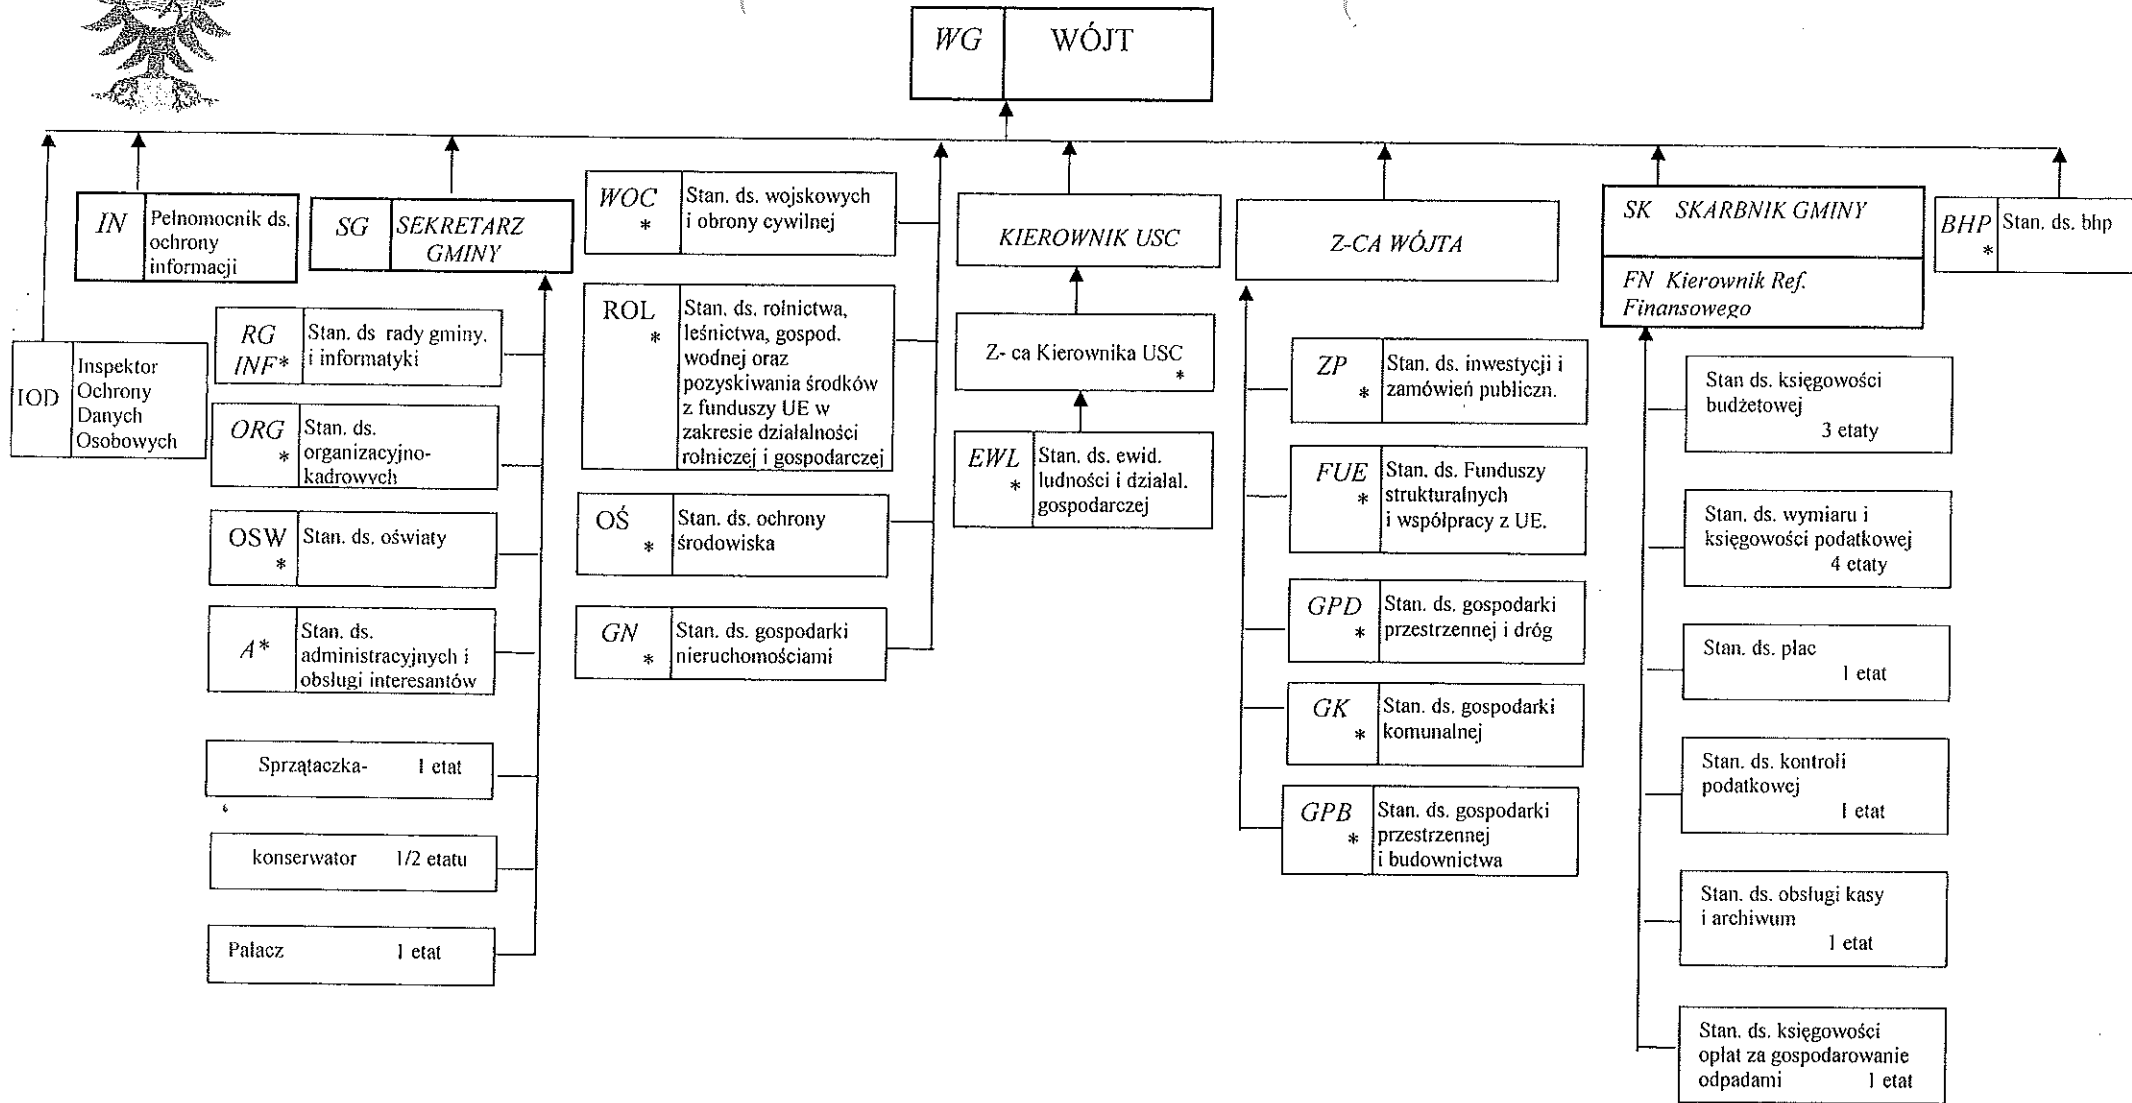 WG WÓJT
IOD Inspektor
Ochrony
Danych
Osobowych
IN Pełnomocnik ds.
ochrony
informacji
SG SEKRETARZ
GMINY
RG Stan. ds rady gminy.
INF* i informatyki
ORG Stan. ds.
* organizacyjno-
kadrowych
OSW Stan. ds. oświaty
*
Stan. ds.
A* administracyjnych i
obsługi interesantów
Sprzątaczka- 1 etat
konserwator 1/2 etatu
Palacz 1 etat
WOC Stan. ds. wojskowych
* i obrony cywilnej
ROL Stan. ds. rolnictwa,
* leśnictwa, gospod.
wodnej oraz
pozyskiwania środków
z funduszy UE w
zakresie działalności
rolniczej i gospodarczej
OŚ Stan. ds. ochrony
* środowiska
GN Stan. ds. gospodarki
* nieruchomościami
KIEROWNIK USC
Z- ca Kierownika USC
*
EWL Stan. ds. ewid.
* ludności i działal.
gospodarczej
Z-CA WÓJTA
ZP Stan. ds. inwestycji i
* zamówień publiczn.
FUE Stan. ds. Funduszy
* strukturalnych
i współpracy z UE.
GPD Stan. ds. gospodarki
* przestrzennej i dróg
GK Stan. ds. gospodarki
* komunalnej
GPB Stan. ds. gospodarki
* przestrzennej
i budownictwa
SK SKARBNIK GMINY
FN Kierownik Ref.
Finansowego
Stan ds. księgowości
budżetowej
3 etaty
Stan. ds. wymiaru i
księgowości podatkowej
4 etaty
Stan. ds. płac
1 etat
Stan. ds. kontroli
podatkowej
1 etat
Stan. ds. obsługi kasy
i archiwum
1 etat
Stan. ds. księgowości
opłat za gospodarowanie
odpadami 1 etat
BHP Stan. ds. bhp
*